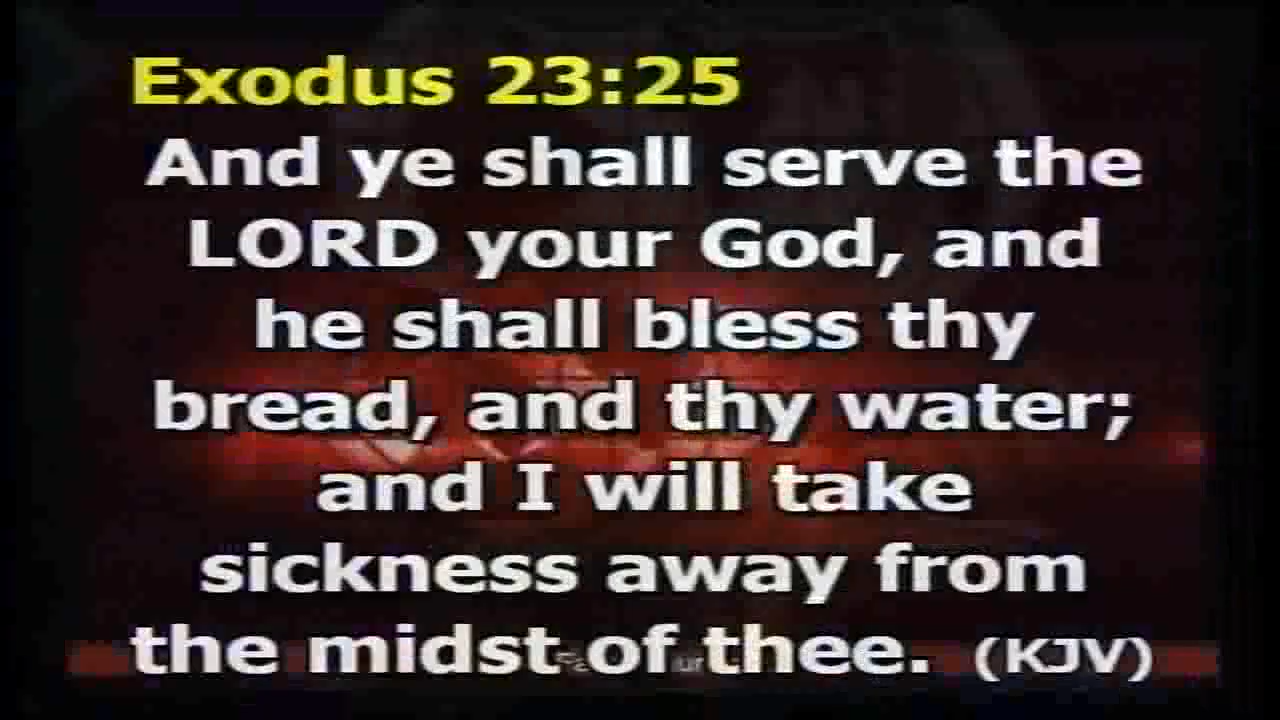 Exodus 23:25
And ye shall serve the
LORD your God, and
he shall bless thy
bread, and thy water;
and I will take
sickness away from
the midst of thee. (KJV)